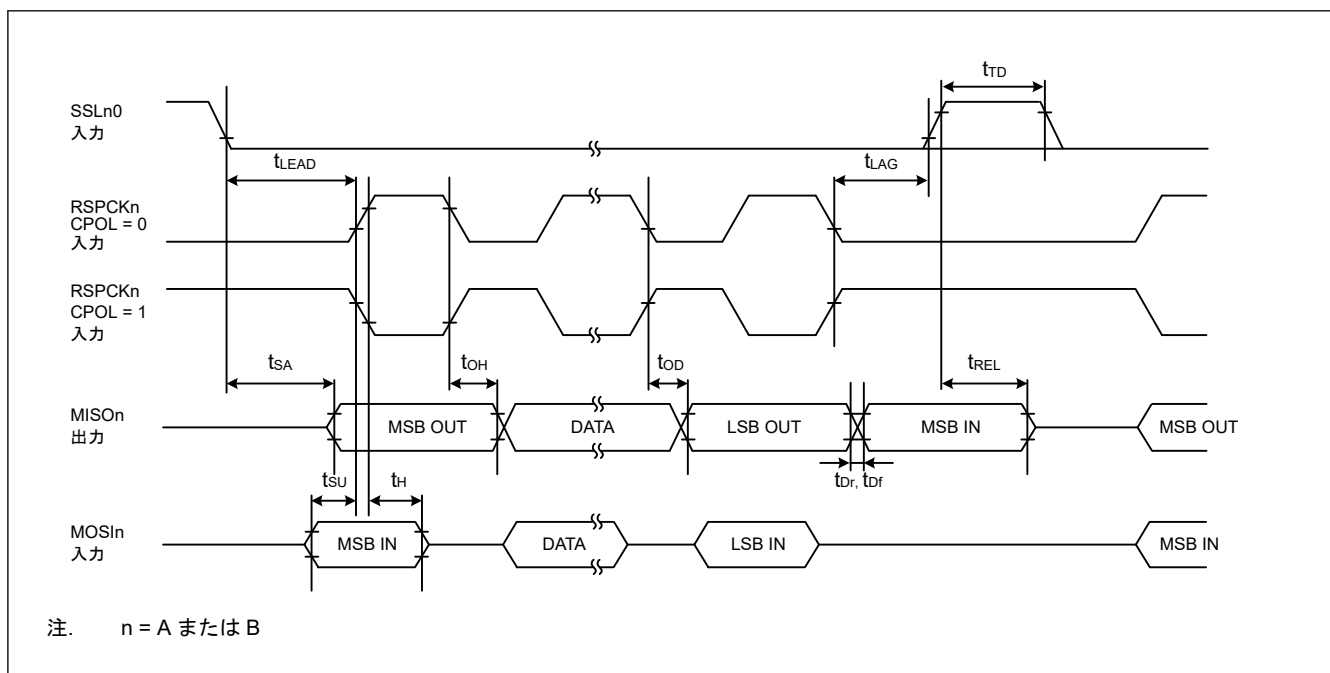 tTD
SSLn0
入力
tLEAD
tLAG
RSPCKn
CPOL = 0
入力
RSPCKn
CPOL = 1
入力
tSA
tOH
tOD
tREL
MISOn
出力
MSB OUT
DATA
LSB OUT
MSB IN
MSB OUT
tSU
tH
tDr, tDf
MOSIn
入力
MSB IN
DATA
LSB IN
MSB IN
注. n = A または B